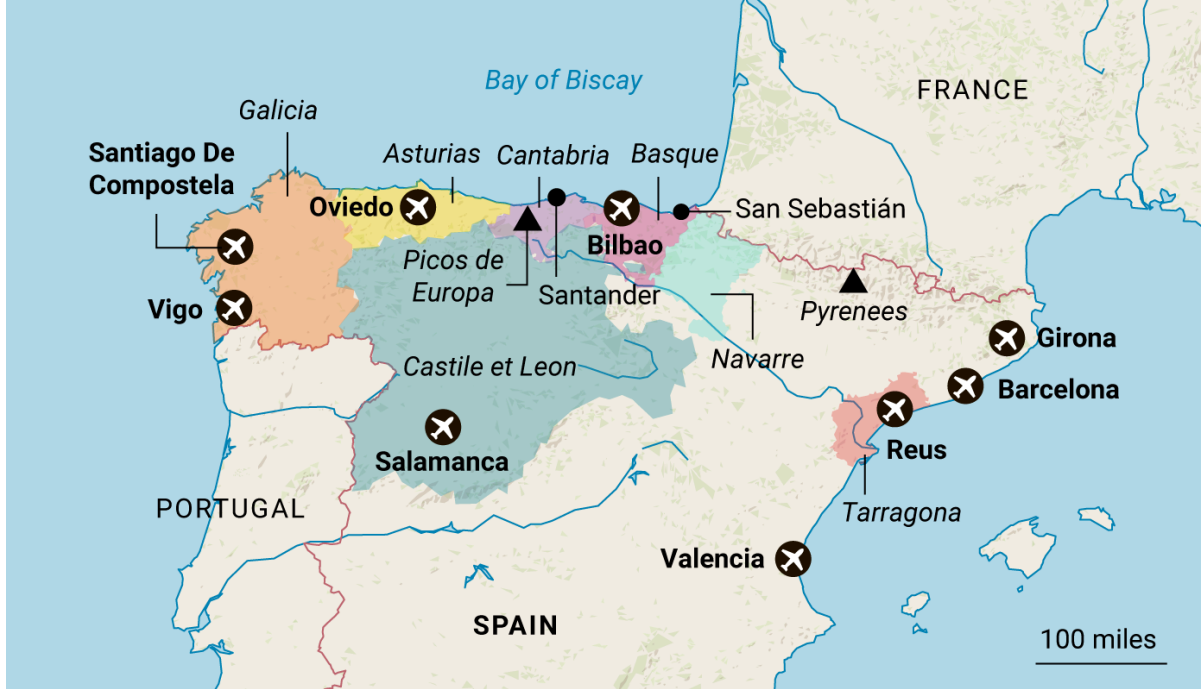 Bay of Biscay
FRANCE
Galicia
Santiago De
Compostela
Asturias
Cantabria
Basque
Oviedo
San Sebastián
Bilbao
Picos de
Europa
Santander
Vigo
Pyrenees
Navarre
Girona
Castile et Leon
Barcelona
Salamanca
Reus
Tarragona
PORTUGAL
Valencia
SPAIN
100 miles